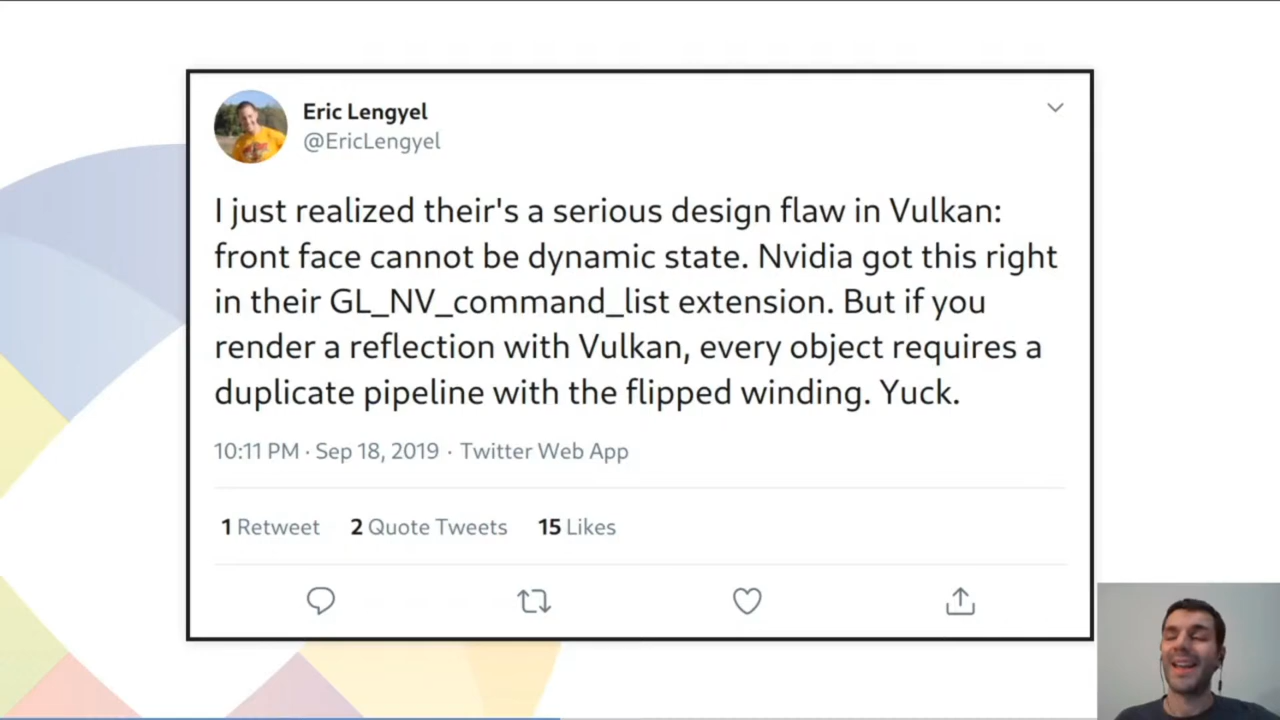 Eric Lengyel
@EricLengyel
I just realized their's a serious design flaw in Vulkan:
front face cannot be dynamic state. Nvidia got this right
in their GL_NV_command_list extension. But if you
render a reflection with Vulkan, every object requires a
duplicate pipeline with the flipped winding. Yuck.
10:11 PM · Sep 18, 2019 · Twitter Web App
1 Retweet 2 Quote Tweets 15 Likes